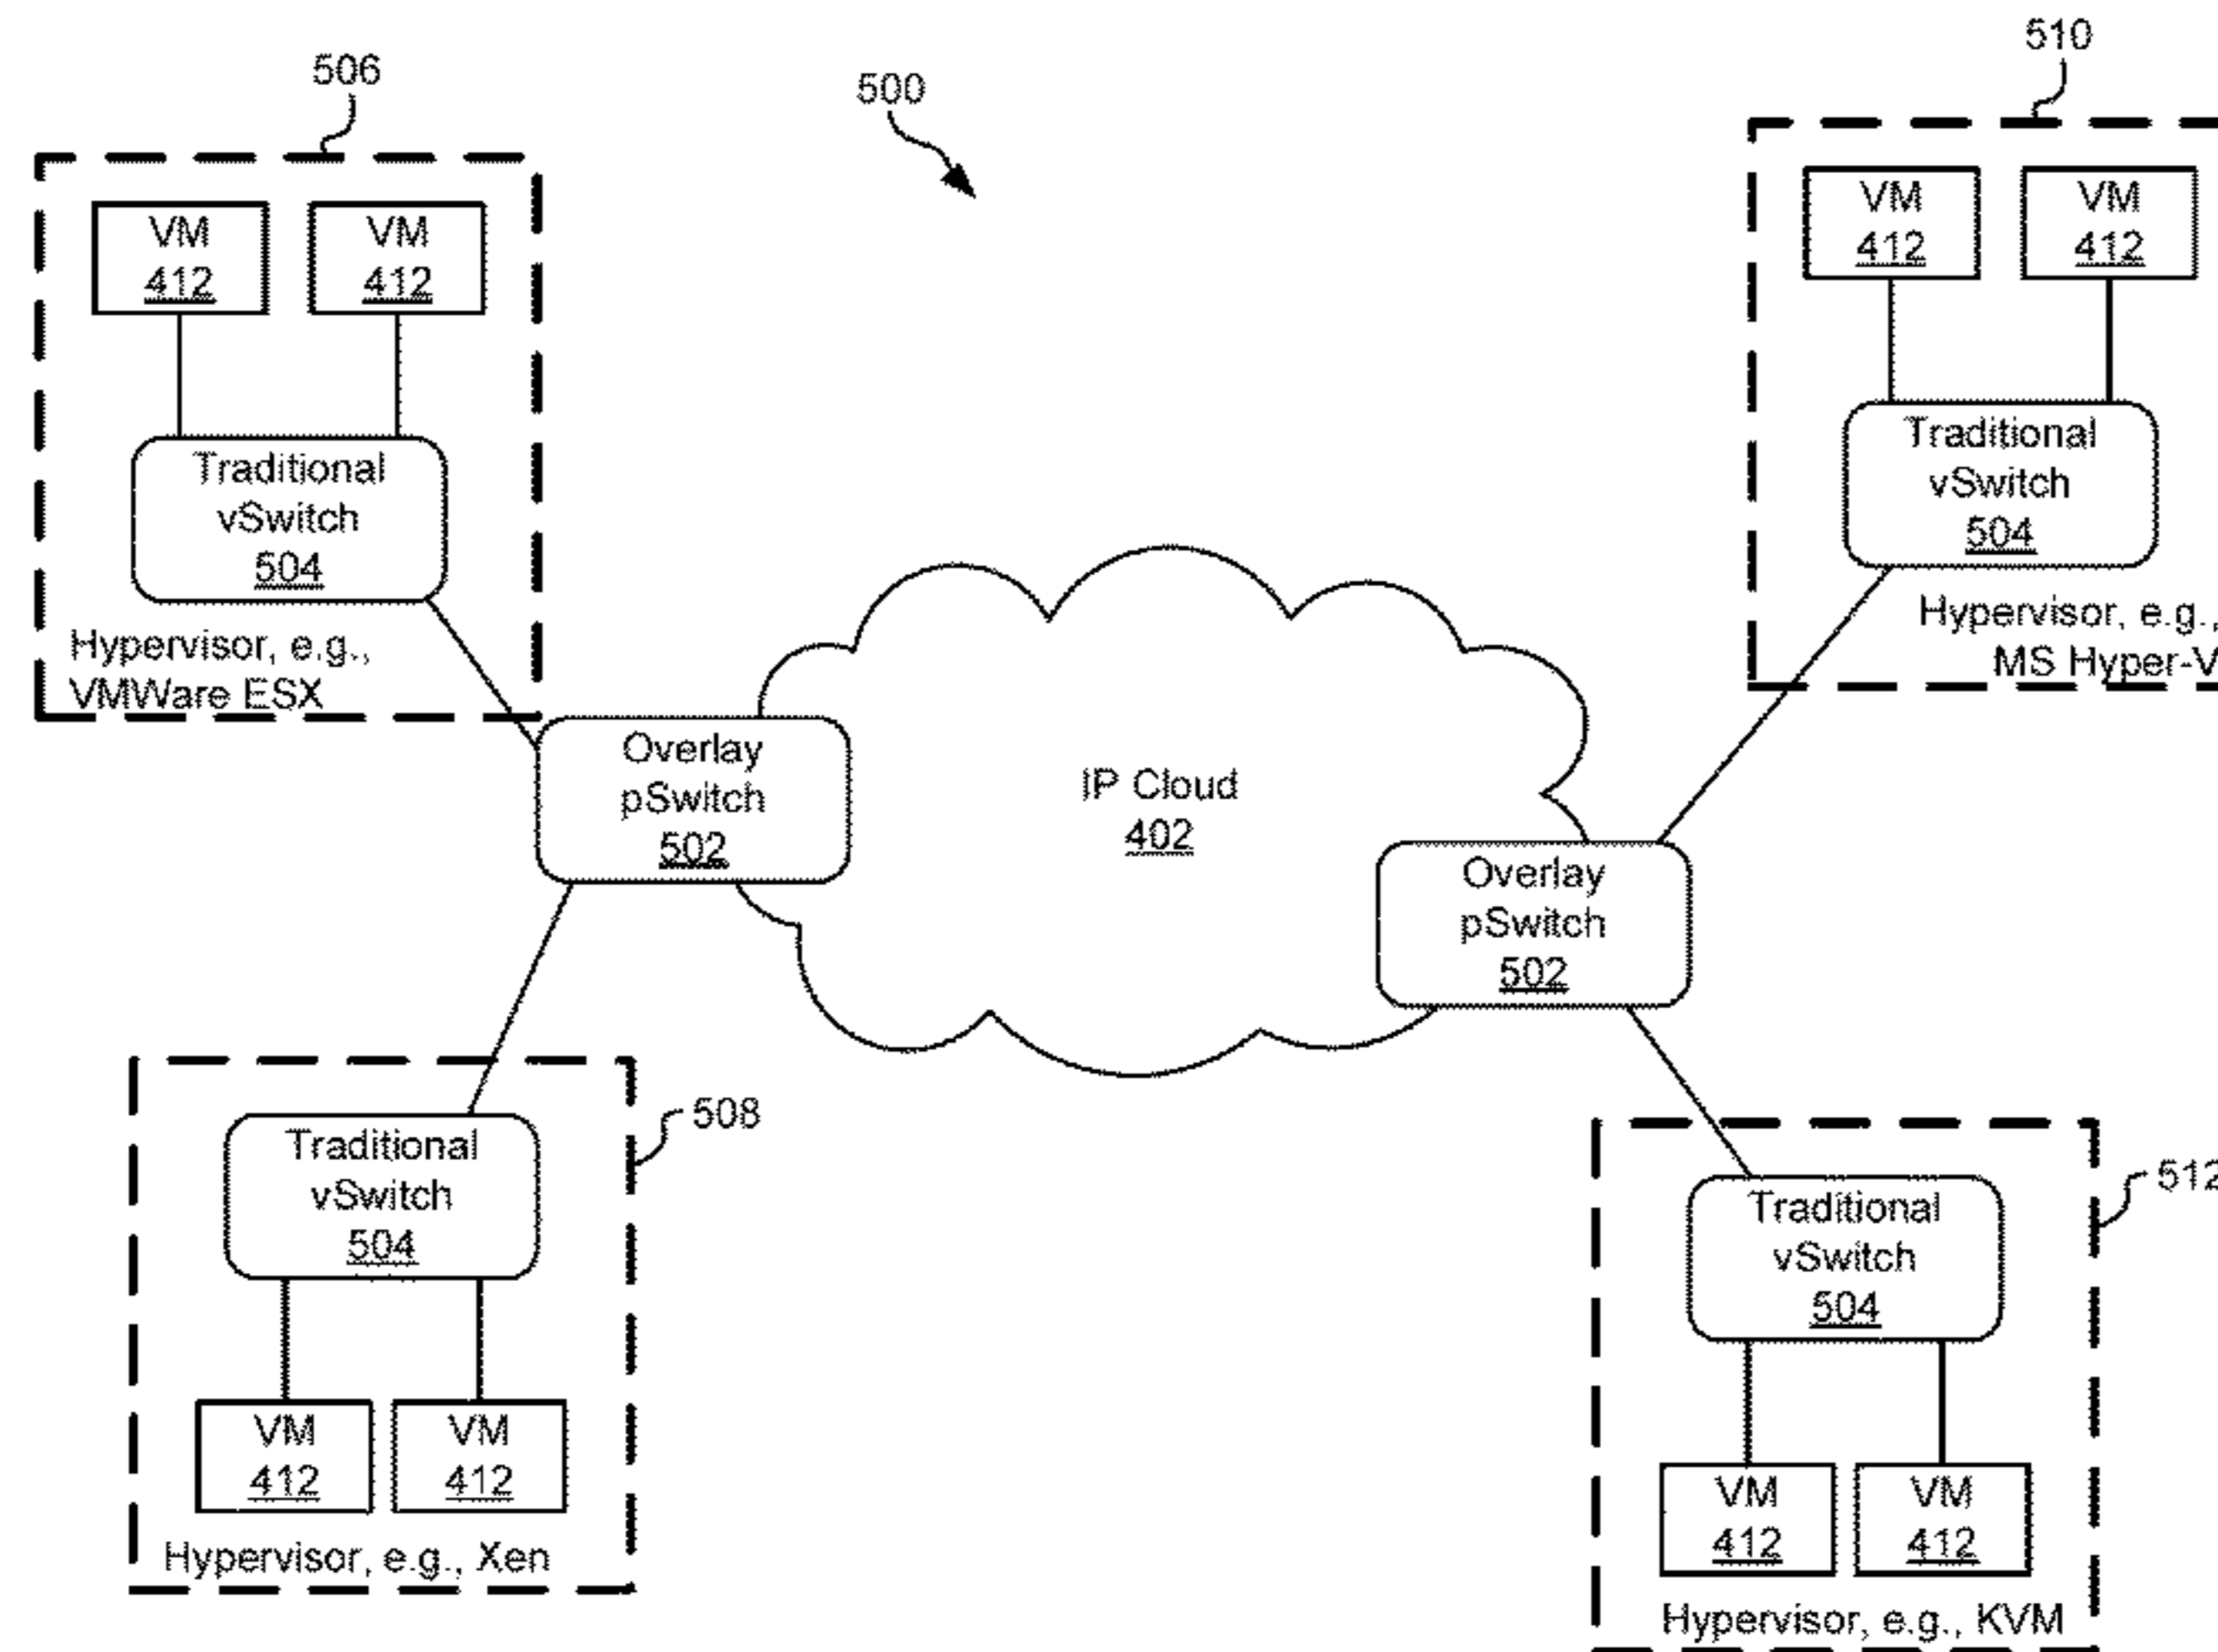 506
500
510
VM
412
VM
412
Traditional
vSwitch
504
Hypervisor, e.g.,
VMWare ESX
VM
412
VM
412
Traditional
vSwitch
504
Hypervisor, e.g.,
MS Hyper-V
Overlay
pSwitch
502
IP Cloud
402
Overlay
pSwitch
502
508
Traditional
vSwitch
504
VM
412
VM
412
Hypervisor, e.g., Xen
512
Traditional
vSwitch
504
VM
412
VM
412
Hypervisor, e.g., KVM